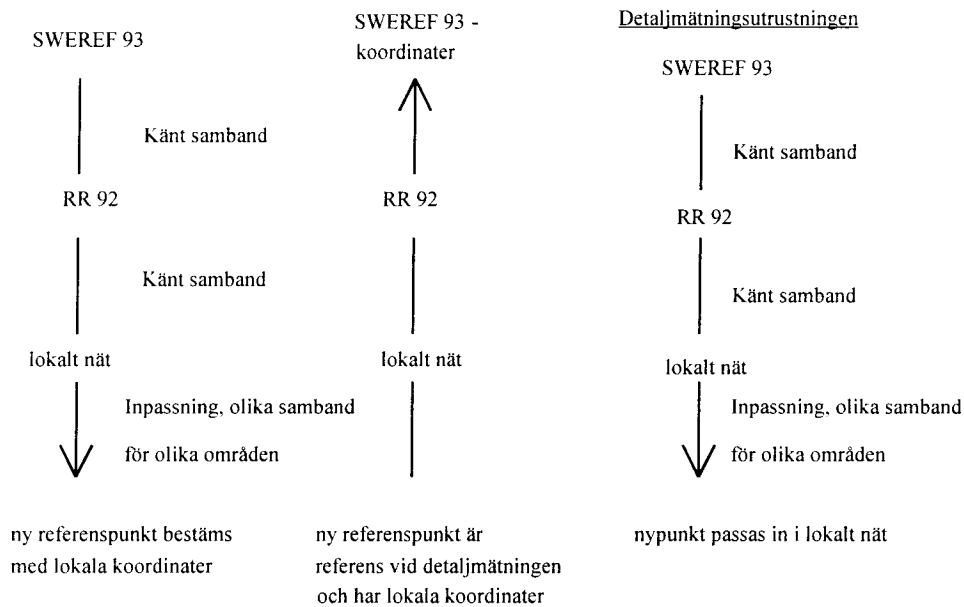 SWEREF 93
Känt samband
RR 92
Känt samband
lokalt nät
Inpassning, olika samband
för olika områden
ny referenspunkt bestäms
med lokala koordinater
SWEREF 93 -
koordinater
RR 92
lokalt nät
ny referenspunkt är
referens vid detaljmätningen
och har lokala koordinater
Detaljmätningsutrustningen
SWEREF 93
Känt samband
RR 92
Känt samband
lokalt nät
Inpassning, olika samband
för olika områden
nypunkt passas in i lokalt nät